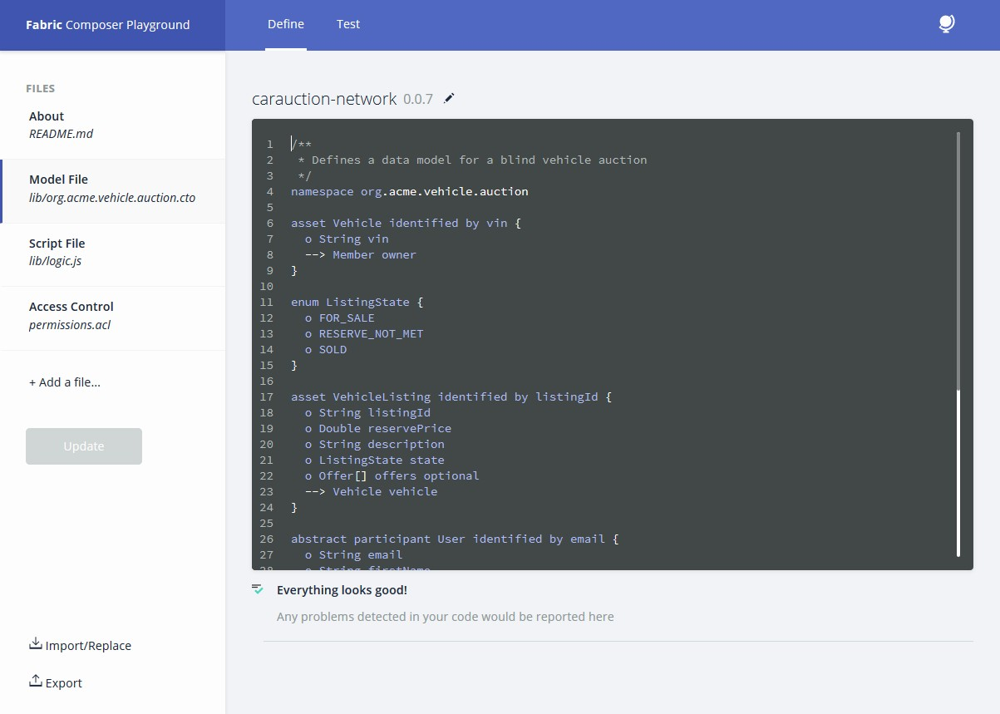 Fabric Composer Playground
Define
Test
FILES
About
README.md
Model File
lib/org.acme.vehicle.auction.cto
Script File
lib/logic.js
Access Control
permissions.acl
+ Add a file...
Update
Import/Replace
Export
carauction-network 0.0.7
1 /**
2  * Defines a data model for a blind vehicle auction
3  */
4 namespace org.acme.vehicle.auction
5
6 asset Vehicle identified by vin {
7   o String vin
8   --> Member owner
9 }
10
11 enum ListingState {
12   o FOR_SALE
13   o RESERVE_NOT_MET
14   o SOLD
15 }
16
17 asset VehicleListing identified by listingId {
18   o String listingId
19   o Double reservePrice
20   o String description
21   o ListingState state
22   o Offer[] offers optional
23   --> Vehicle vehicle
24 }
25
26 abstract participant User identified by email {
27   o String email
28   o String firstName
Everything looks good!
Any problems detected in your code would be reported here